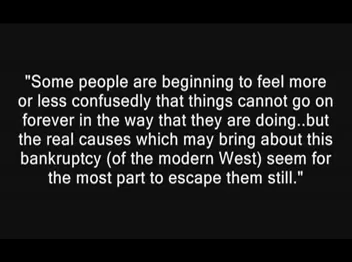 "Some people are beginning to feel more
or less confusedly that things cannot go on
forever in the way that they are doing..but
the real causes which may bring about this
bankruptcy (of the modern West) seem for
the most part to escape them still."